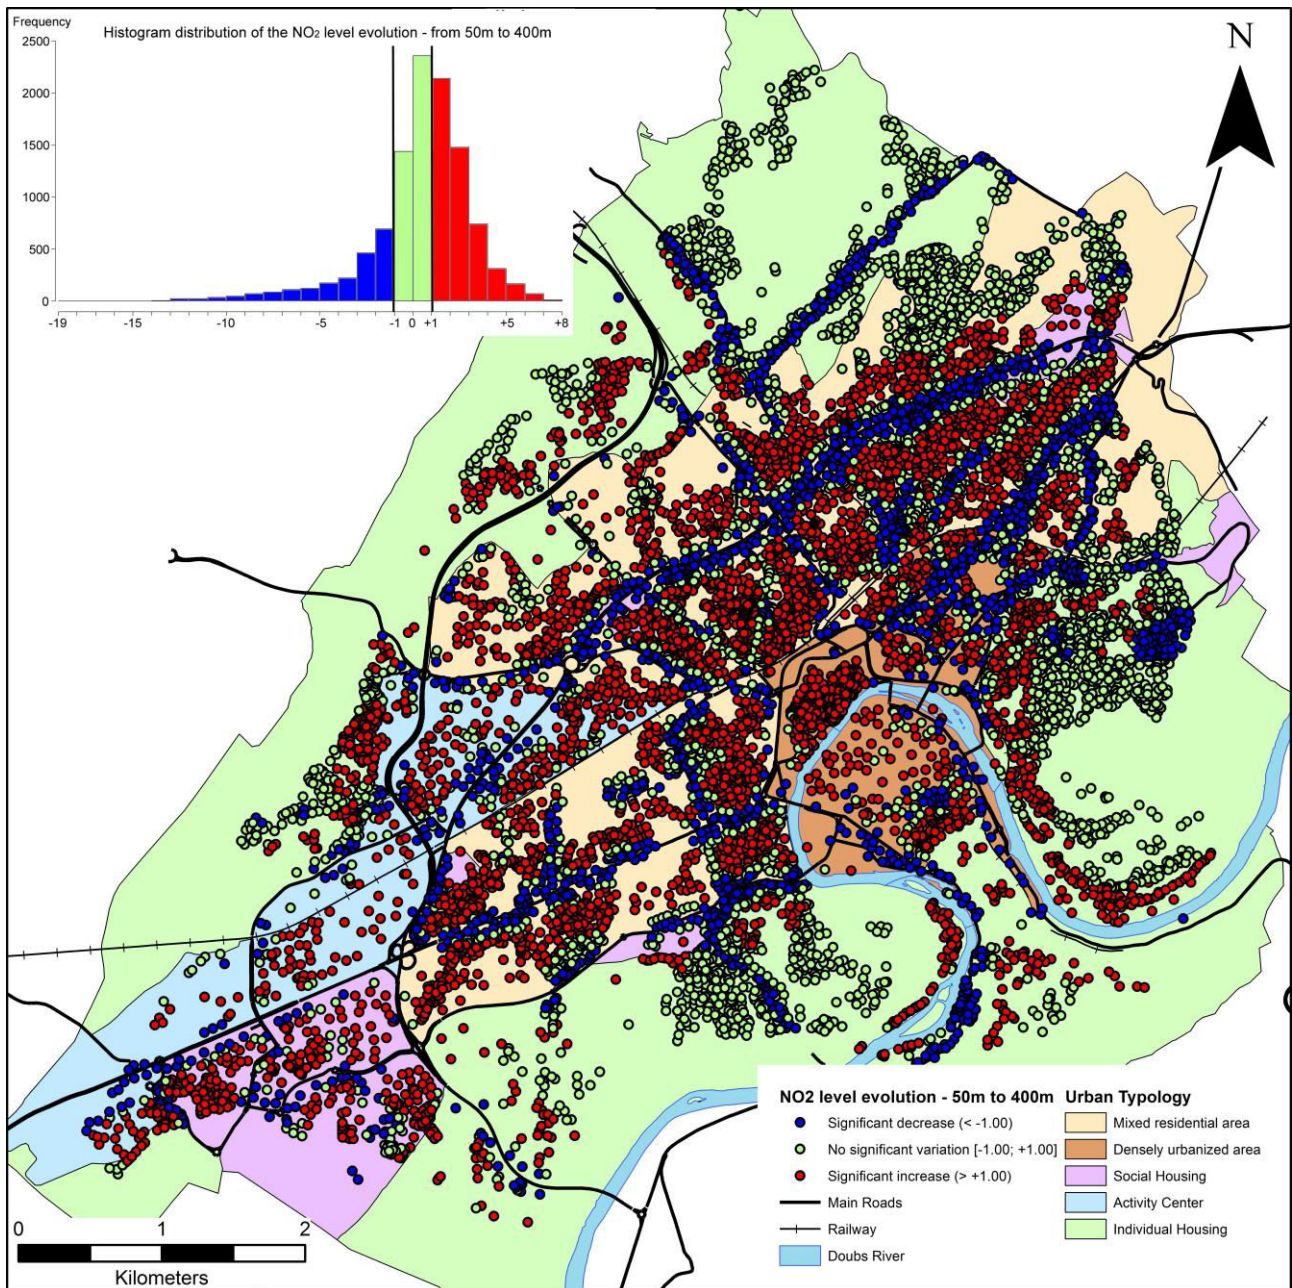 Frequency
Histogram distribution of the NO2 level evolution - from 50m to 400m
2500
2000
1500
1000
500
0
-19 -15 -10 -5 -1 0 +1 +5 +8
N
NO2 level evolution - 50m to 400m
Significant decrease (< -1.00)
No significant variation [-1.00; +1.00]
Significant increase (> +1.00)
Main Roads
Railway
Doubs River
Urban Typology
Mixed residential area
Densely urbanized area
Social Housing
Activity Center
Individual Housing
0 1 2
Kilometers